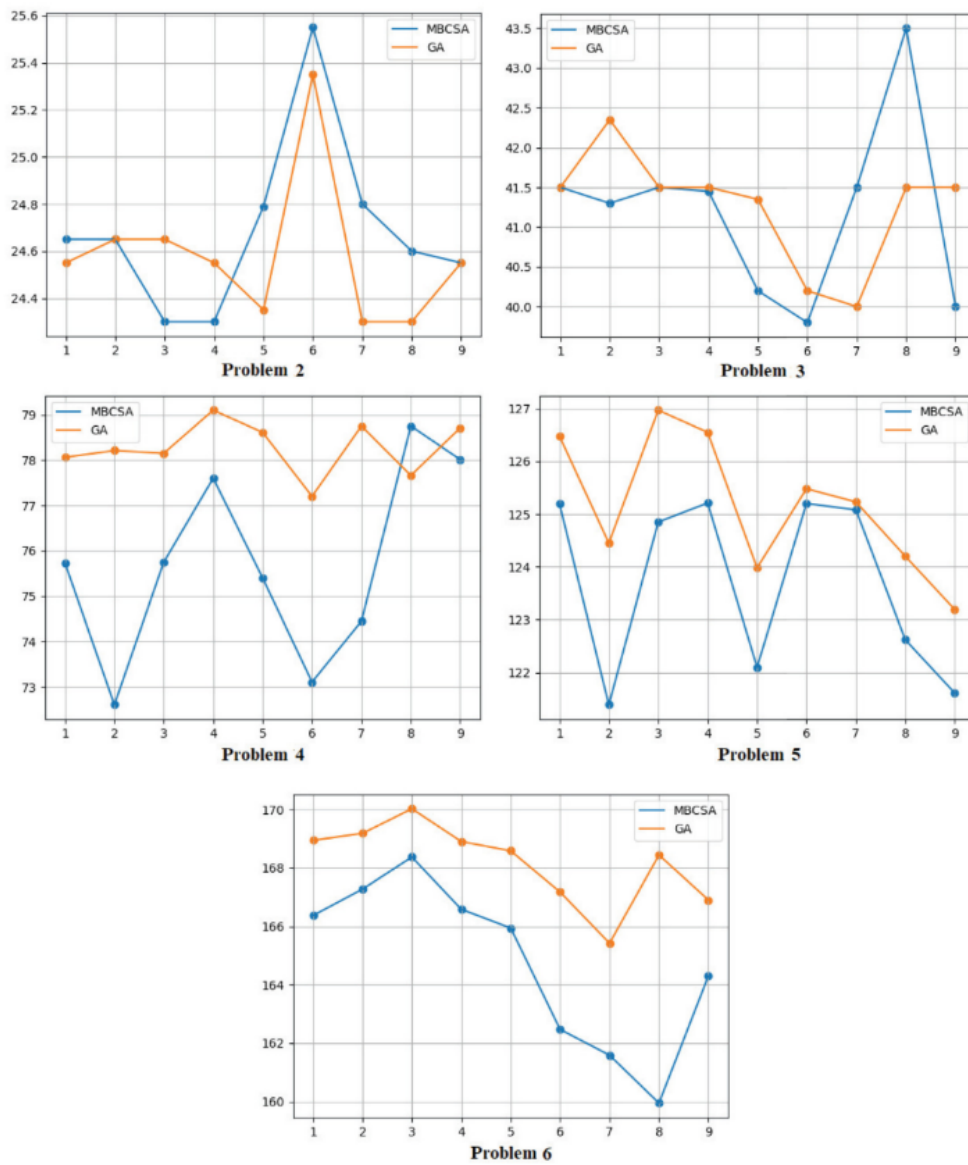 MBCSA
GA
25.6
25.4
25.2
25.0
24.8
24.6
24.4
1 2 3 4 5 6 7 8 9
Problem 2
MBCSA
GA
43.5
43.0
42.5
42.0
41.5
41.0
40.5
40.0
1 2 3 4 5 6 7 8 9
Problem 3
MBCSA
GA
79
78
77
76
75
74
73
1 2 3 4 5 6 7 8 9
Problem 4
MBCSA
GA
127
126
125
124
123
122
1 2 3 4 5 6 7 8 9
Problem 5
MBCSA
GA
170
168
166
164
162
160
1 2 3 4 5 6 7 8 9
Problem 6